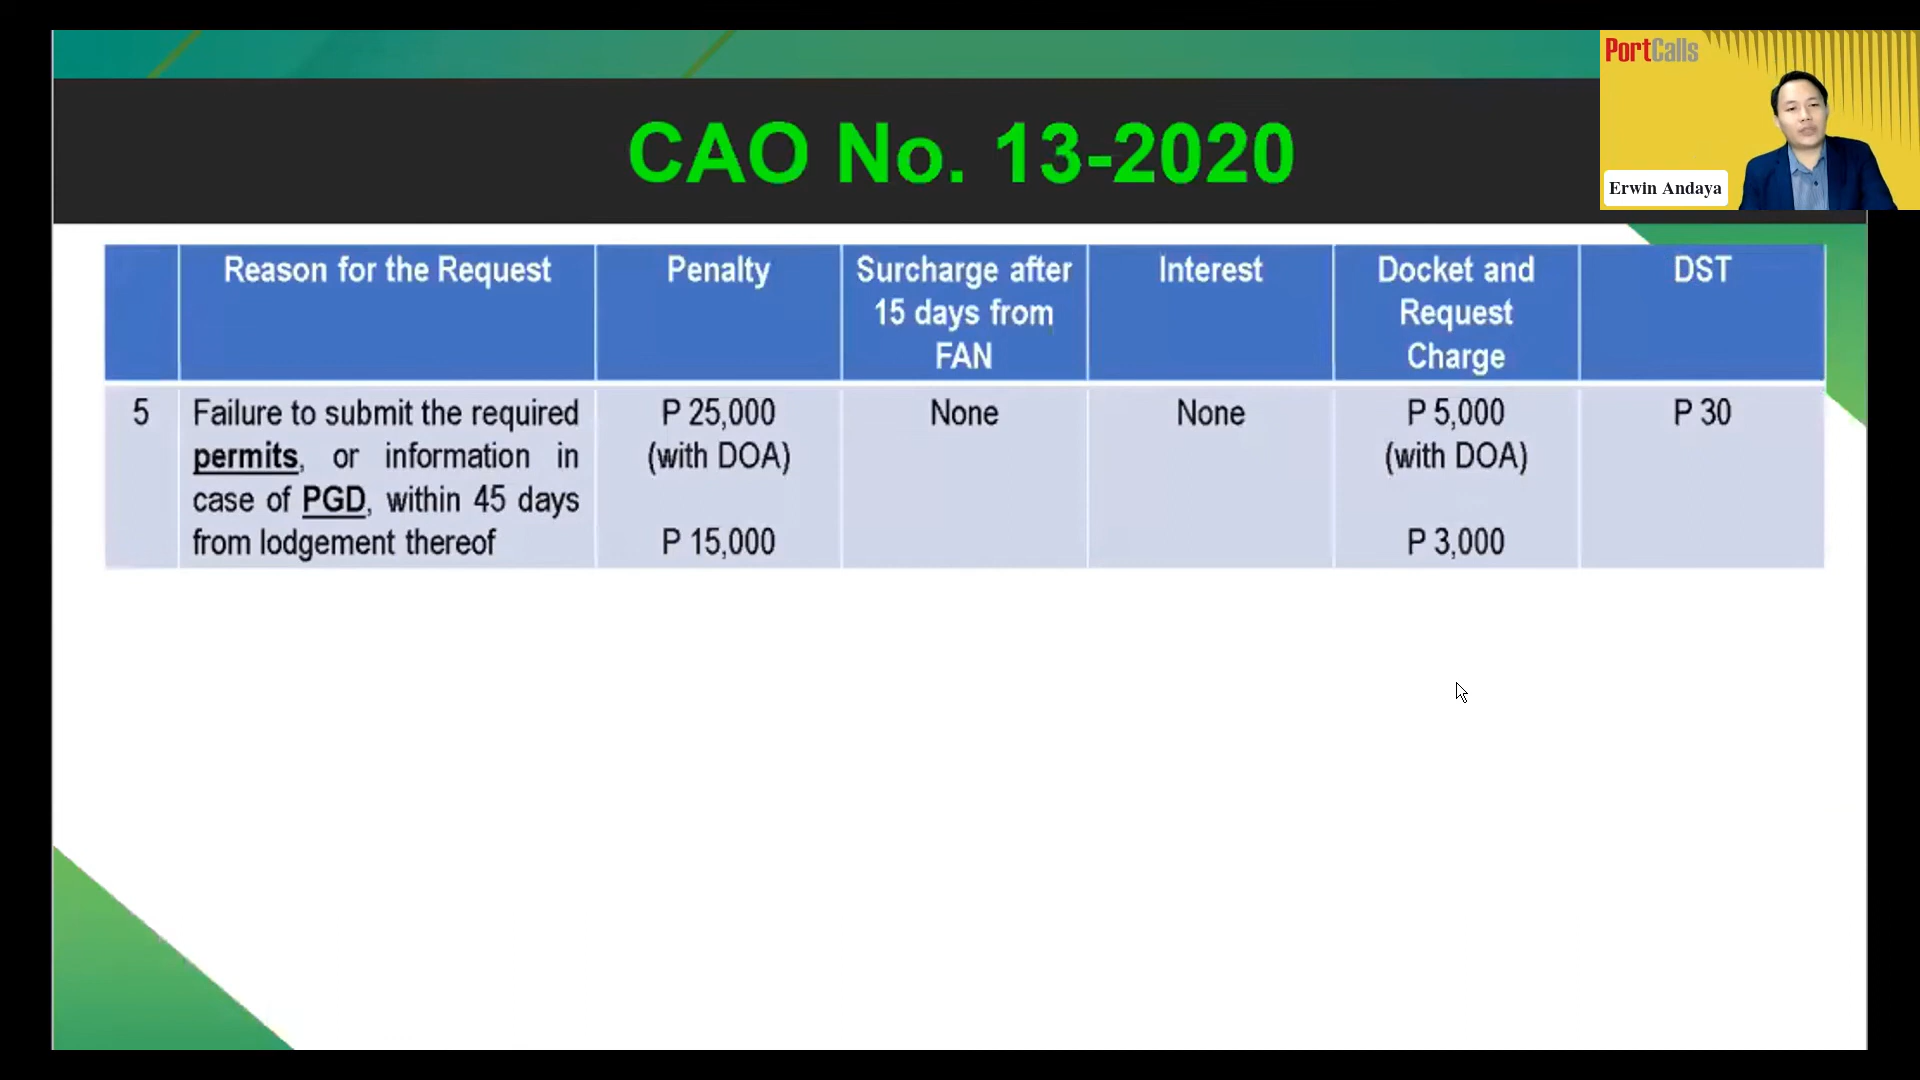 PortCalls
Erwin Andaya
CAO No. 13-2020
Reason for the Request
Penalty
Surcharge after
15 days from
FAN
Interest
Docket and
Request
Charge
DST
5
Failure to submit the required
permits, or information in
case of PGD, within 45 days
from lodgement thereof
P 25,000
(with DOA)
P 15,000
None
None
P 5,000
(with DOA)
P 3,000
P 30